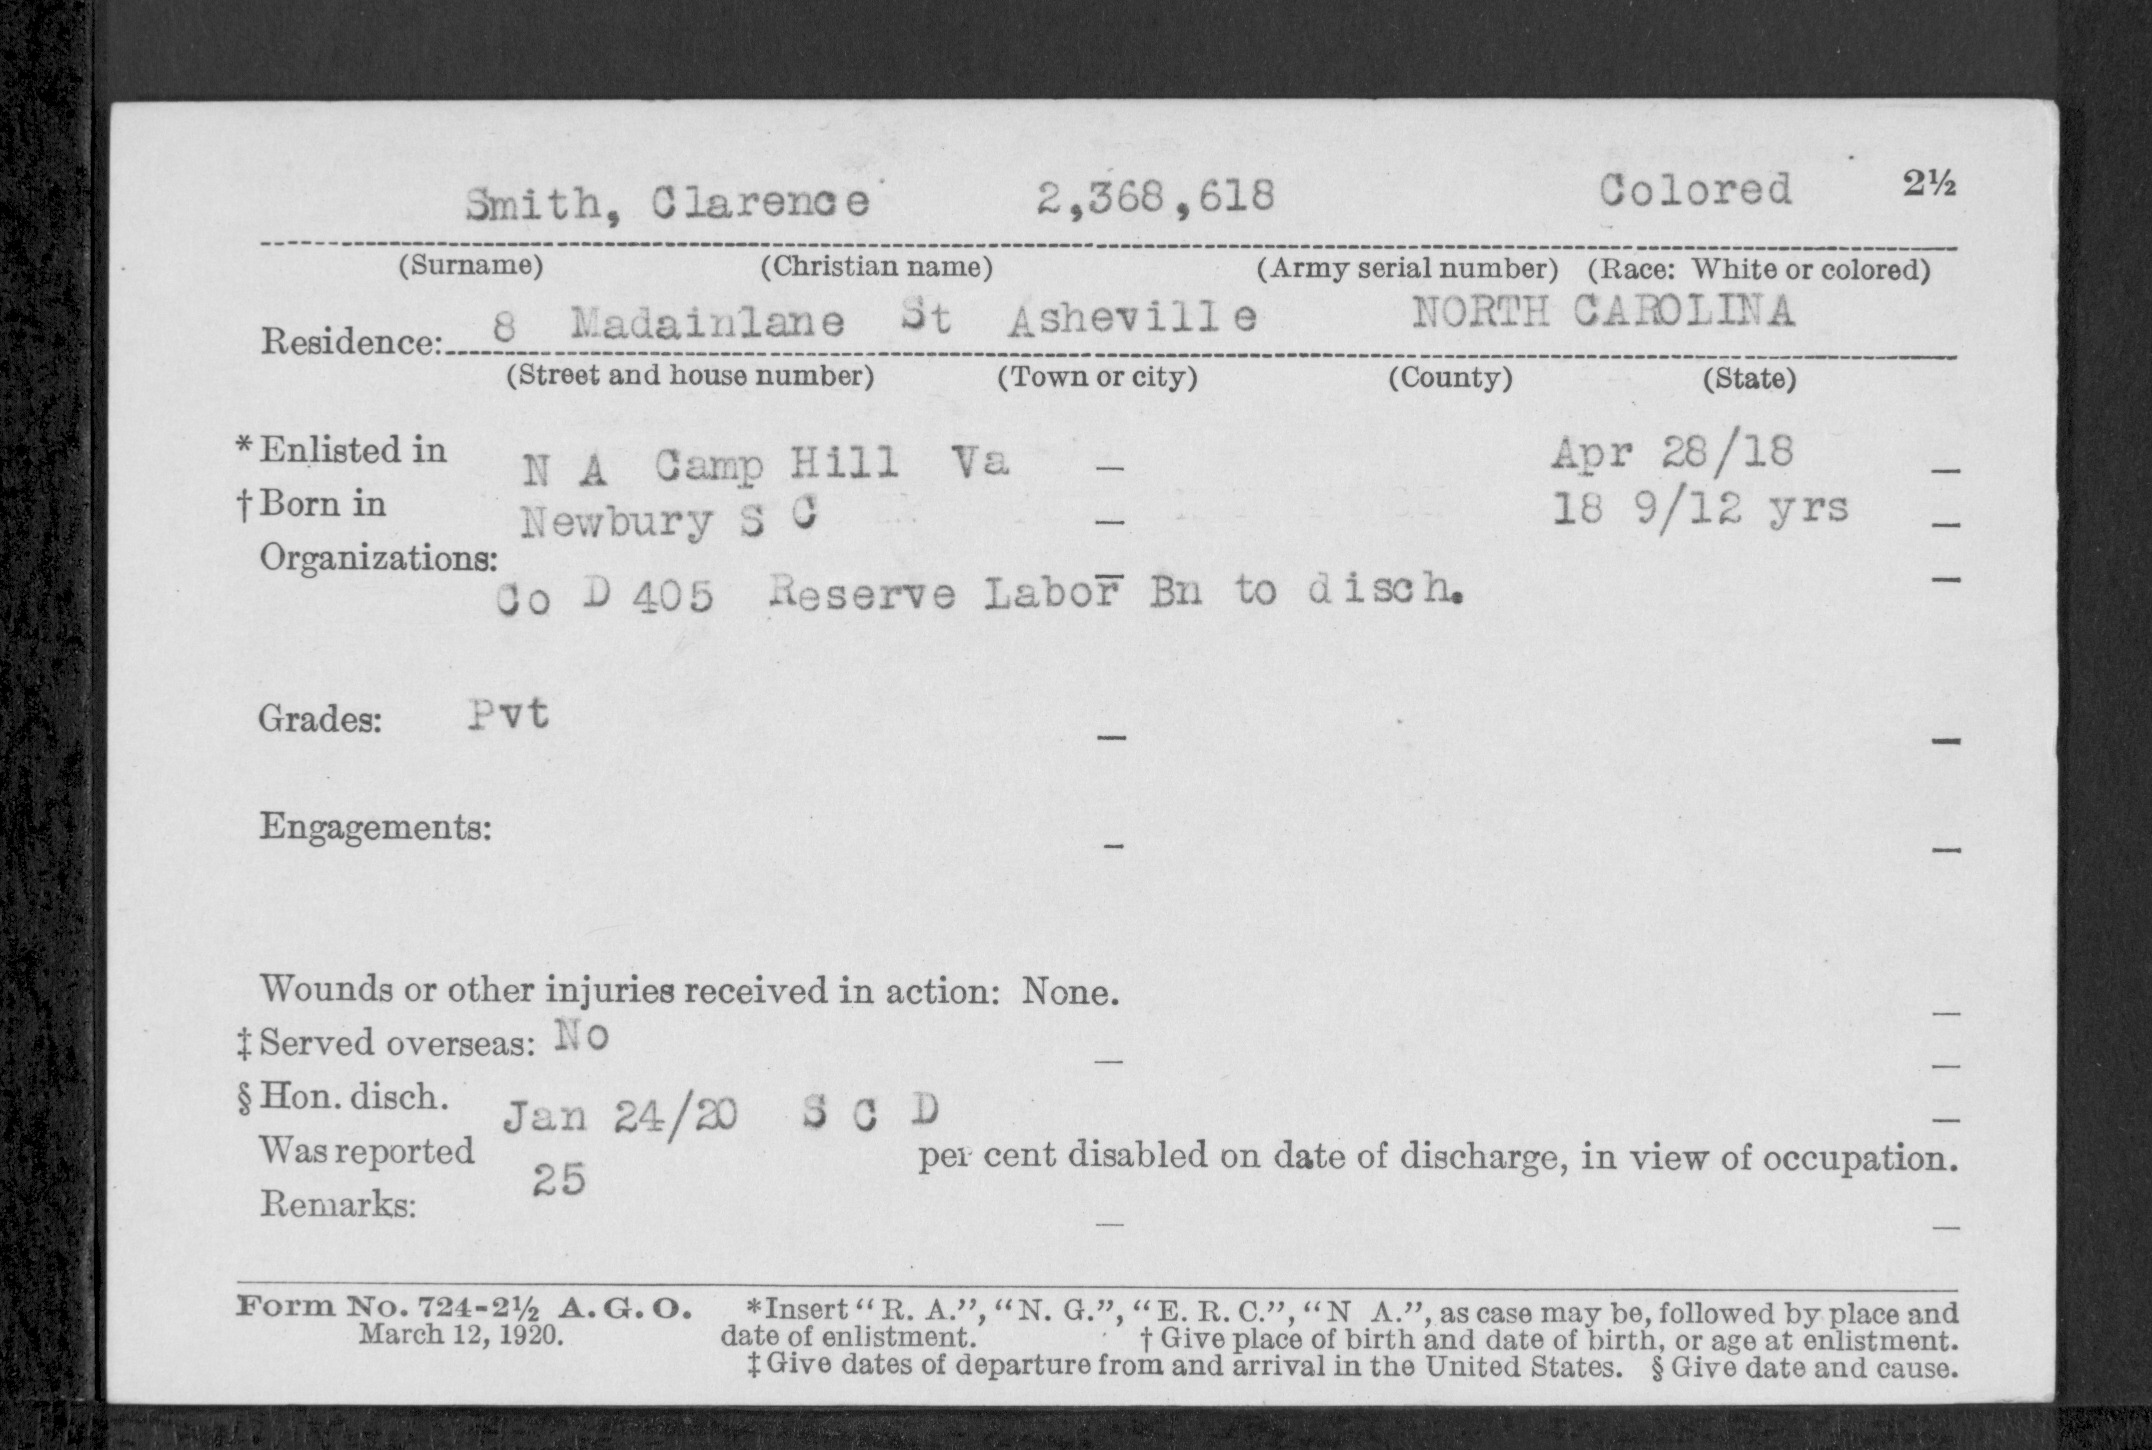 Smith, Clarence 2,368,618 Colored 2½
(Surname) (Christian name) (Army serial number) (Race: White or colored)
Residence: 8 Madainlane St Asheville NORTH CAROLINA
(Street and house number) (Town or city) (County) (State)
* Enlisted in N A Camp Hill Va – Apr 28/18 –
† Born in Newbury S C – 18 9/12 yrs –
Organizations: – –
Co D 405 Reserve Labor Bn to disch.
Grades: Pvt – –
Engagements: – –
Wounds or other injuries received in action: None. –
‡ Served overseas: No – –
§ Hon. disch. Jan 24/20 S C D –
Was reported 25 per cent disabled on date of discharge, in view of occupation.
Remarks: – –
Form No. 724-2½ A. G. O. *Insert "R. A.", "N. G.", "E. R. C.", "N A.", as case may be, followed by place and
March 12, 1920. date of enlistment. † Give place of birth and date of birth, or age at enlistment.
‡ Give dates of departure from and arrival in the United States. § Give date and cause.